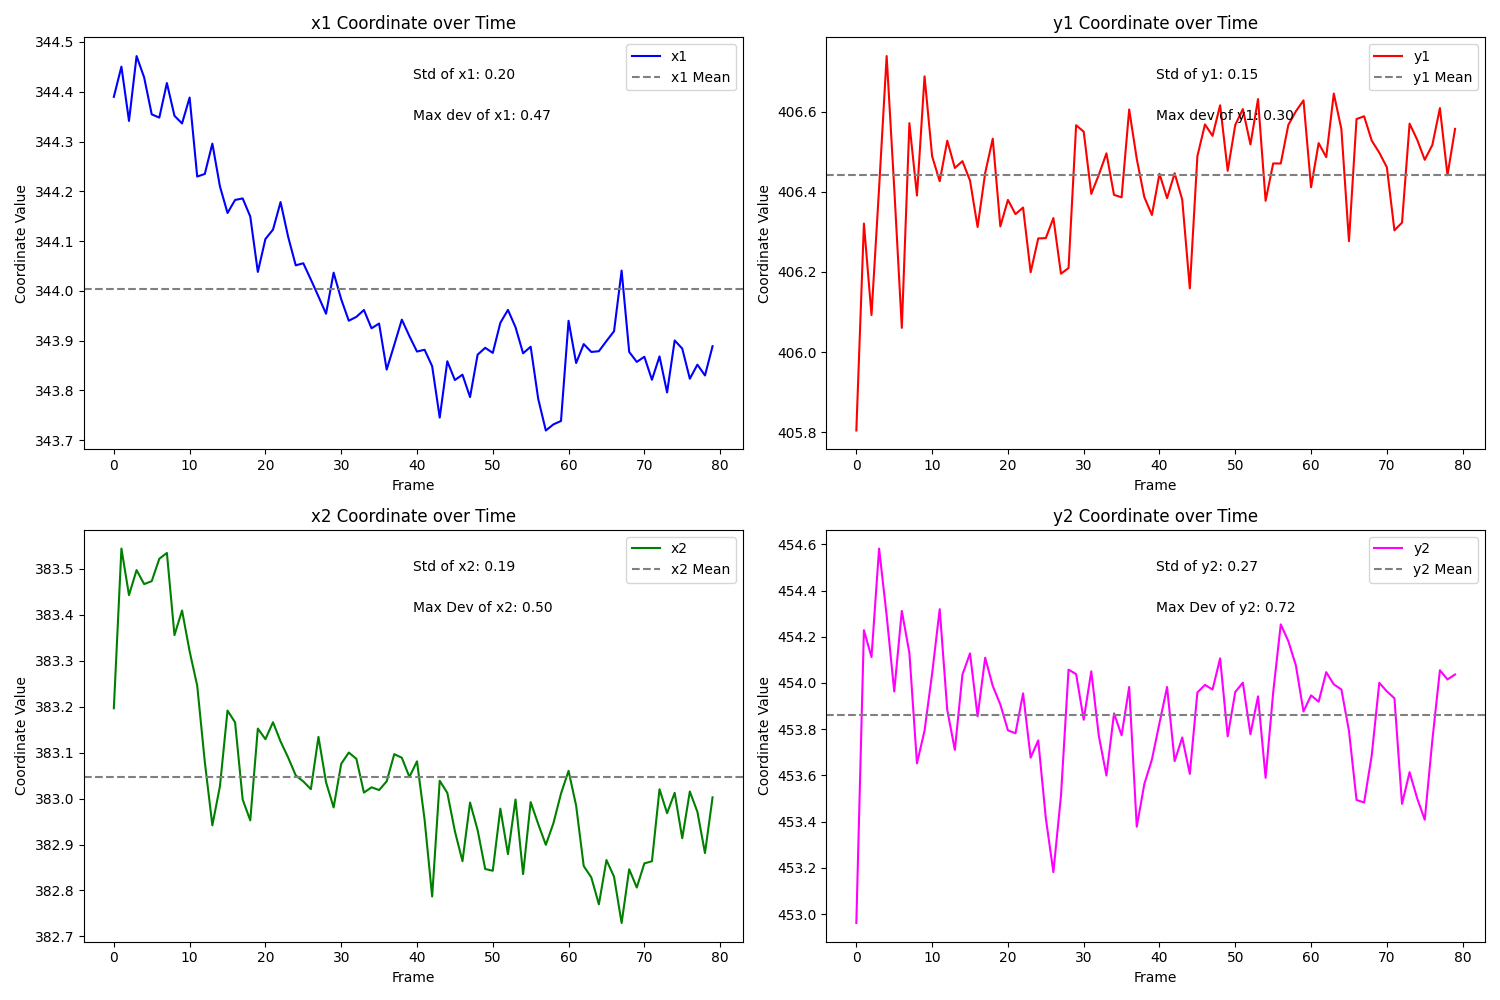 x1 Coordinate over Time
344.5
344.4
344.3
344.2
344.1
344.0
343.9
343.8
343.7
Coordinate Value
0 10 20 30 40 50 60 70 80
Frame
Std of x1: 0.20
Max dev of x1: 0.47
x1
x1 Mean
y1 Coordinate over Time
406.6
406.4
406.2
406.0
405.8
Coordinate Value
0 10 20 30 40 50 60 70 80
Frame
Std of y1: 0.15
Max dev of y1: 0.30
y1
y1 Mean
x2 Coordinate over Time
383.5
383.4
383.3
383.2
383.1
383.0
382.9
382.8
382.7
Coordinate Value
0 10 20 30 40 50 60 70 80
Frame
Std of x2: 0.19
Max Dev of x2: 0.50
x2
x2 Mean
y2 Coordinate over Time
454.6
454.4
454.2
454.0
453.8
453.6
453.4
453.2
453.0
Coordinate Value
0 10 20 30 40 50 60 70 80
Frame
Std of y2: 0.27
Max Dev of y2: 0.72
y2
y2 Mean